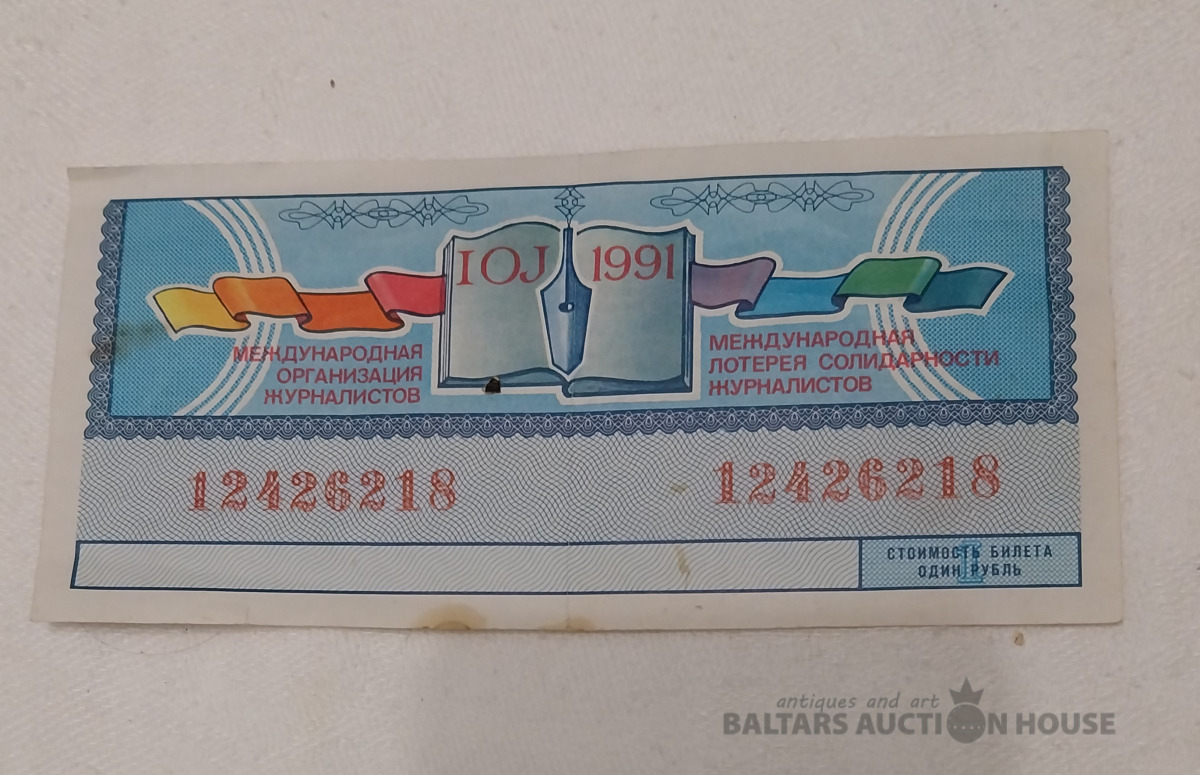 IOJ 1991
МЕЖДУНАРОДНАЯ
ОРГАНИЗАЦИЯ
ЖУРНАЛИСТОВ
МЕЖДУНАРОДНАЯ
ЛОТЕРЕЯ СОЛИДАРНОСТИ
ЖУРНАЛИСТОВ
12426218
12426218
1
СТОИМОСТЬ БИЛЕТА
ОДИН РУБЛЬ
antiques and art
BALTARS AUCTION HOUSE